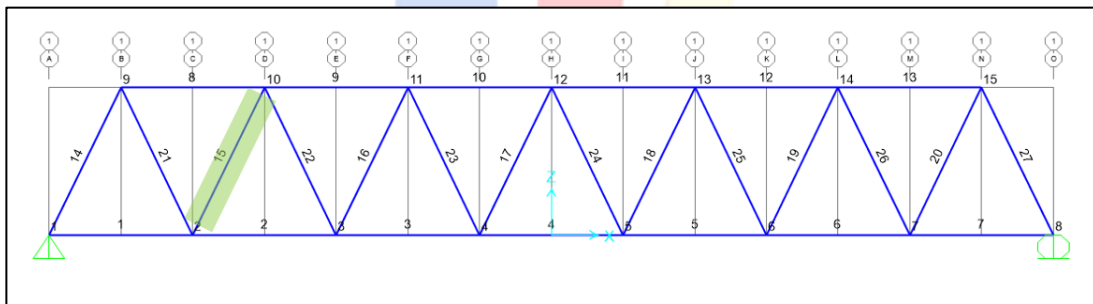 1 1 1 1 1 1 1 1 1 1 1 1 1 1 1
A B C D E F G H I J K L M N O
9 8 10 9 11 10 12 11 13 12 14 13 15
14 21 15 22 16 23 17 24 18 25 19 26 20 27
Z
1 1 2 2 3 3 4 4 X 5 5 6 6 7 7 8